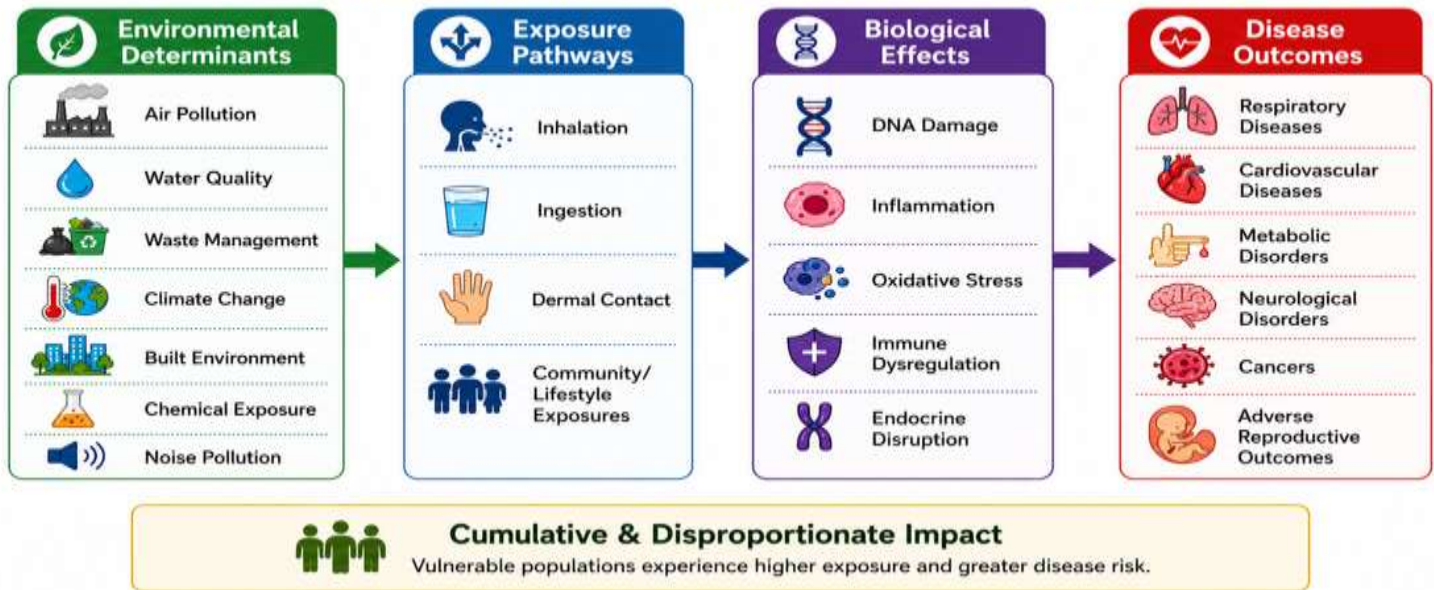 Environmental
Determinants
Air Pollution
Water Quality
Waste Management
Climate Change
Built Environment
Chemical Exposure
Noise Pollution
Exposure
Pathways
Inhalation
Ingestion
Dermal Contact
Community/
Lifestyle
Exposures
Biological
Effects
DNA Damage
Inflammation
Oxidative Stress
Immune
Dysregulation
Endocrine
Disruption
Disease
Outcomes
Respiratory
Diseases
Cardiovascular
Diseases
Metabolic
Disorders
Neurological
Disorders
Cancers
Adverse
Reproductive
Outcomes
Cumulative & Disproportionate Impact
Vulnerable populations experience higher exposure and greater disease risk.